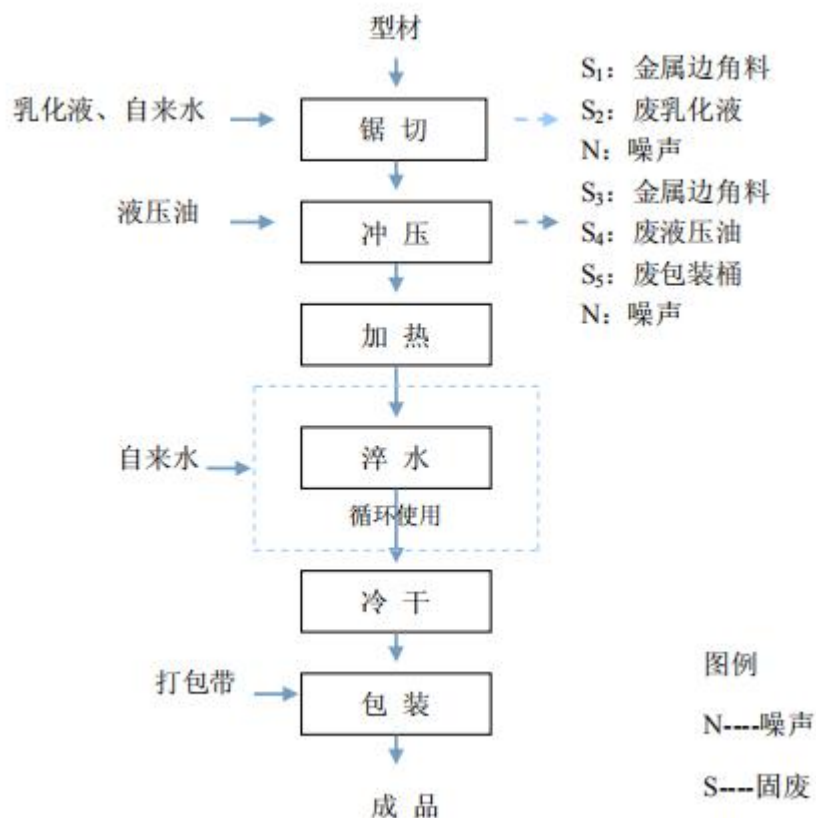 型材
乳化液、自来水
锯 切
S₁：金属边角料
S₂：废乳化液
N：噪声
液压油
冲 压
S₃：金属边角料
S₄：废液压油
S₅：废包装桶
N：噪声
加 热
自来水
淬 水
循环使用
冷 干
打包带
包 装
成 品
图例
N----噪声
S----固废